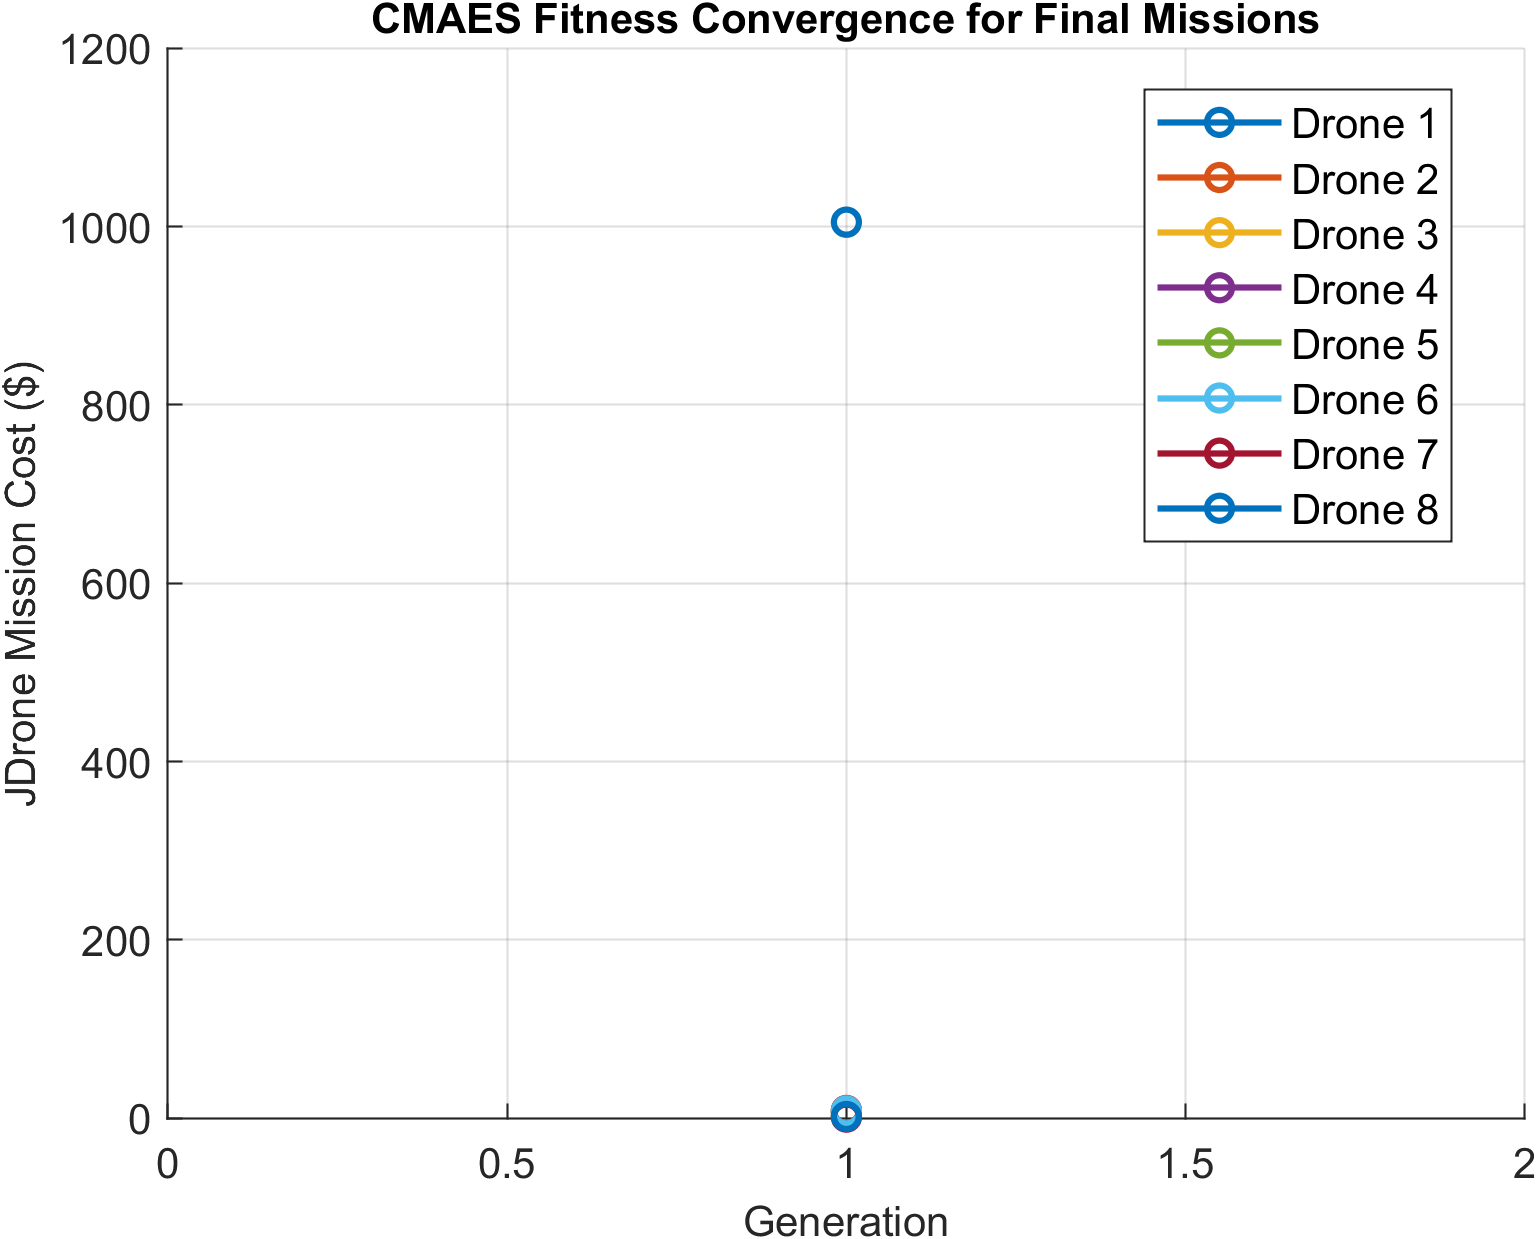 CMAES Fitness Convergence for Final Missions
1200
1000
800
600
400
200
0
JDrone Mission Cost ($)
Drone 1
Drone 2
Drone 3
Drone 4
Drone 5
Drone 6
Drone 7
Drone 8
0 0.5 1 1.5 2
Generation